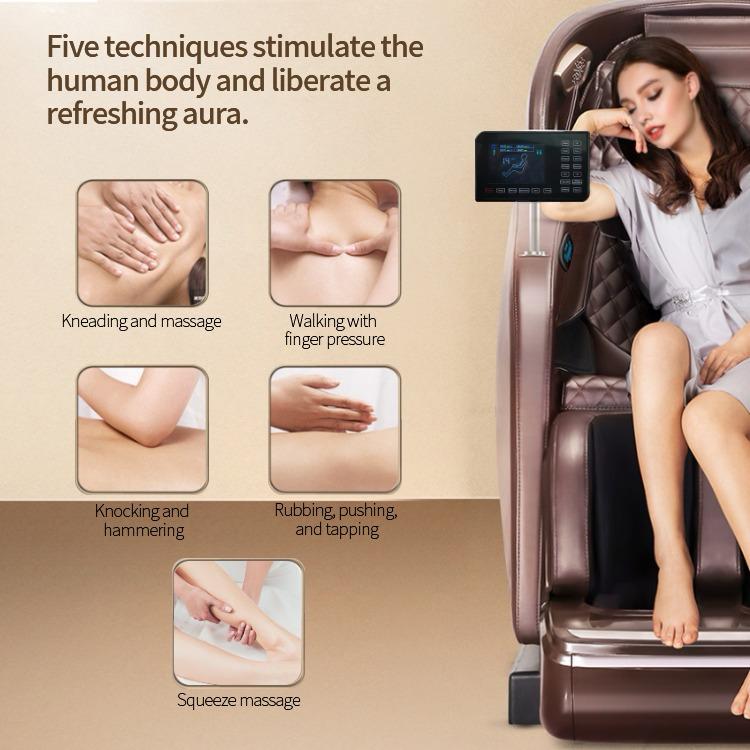 Five techniques stimulate the
human body and liberate a
refreshing aura.
Kneading and massage
Walking with
finger pressure
Knocking and
hammering
Rubbing, pushing,
and tapping
Squeeze massage